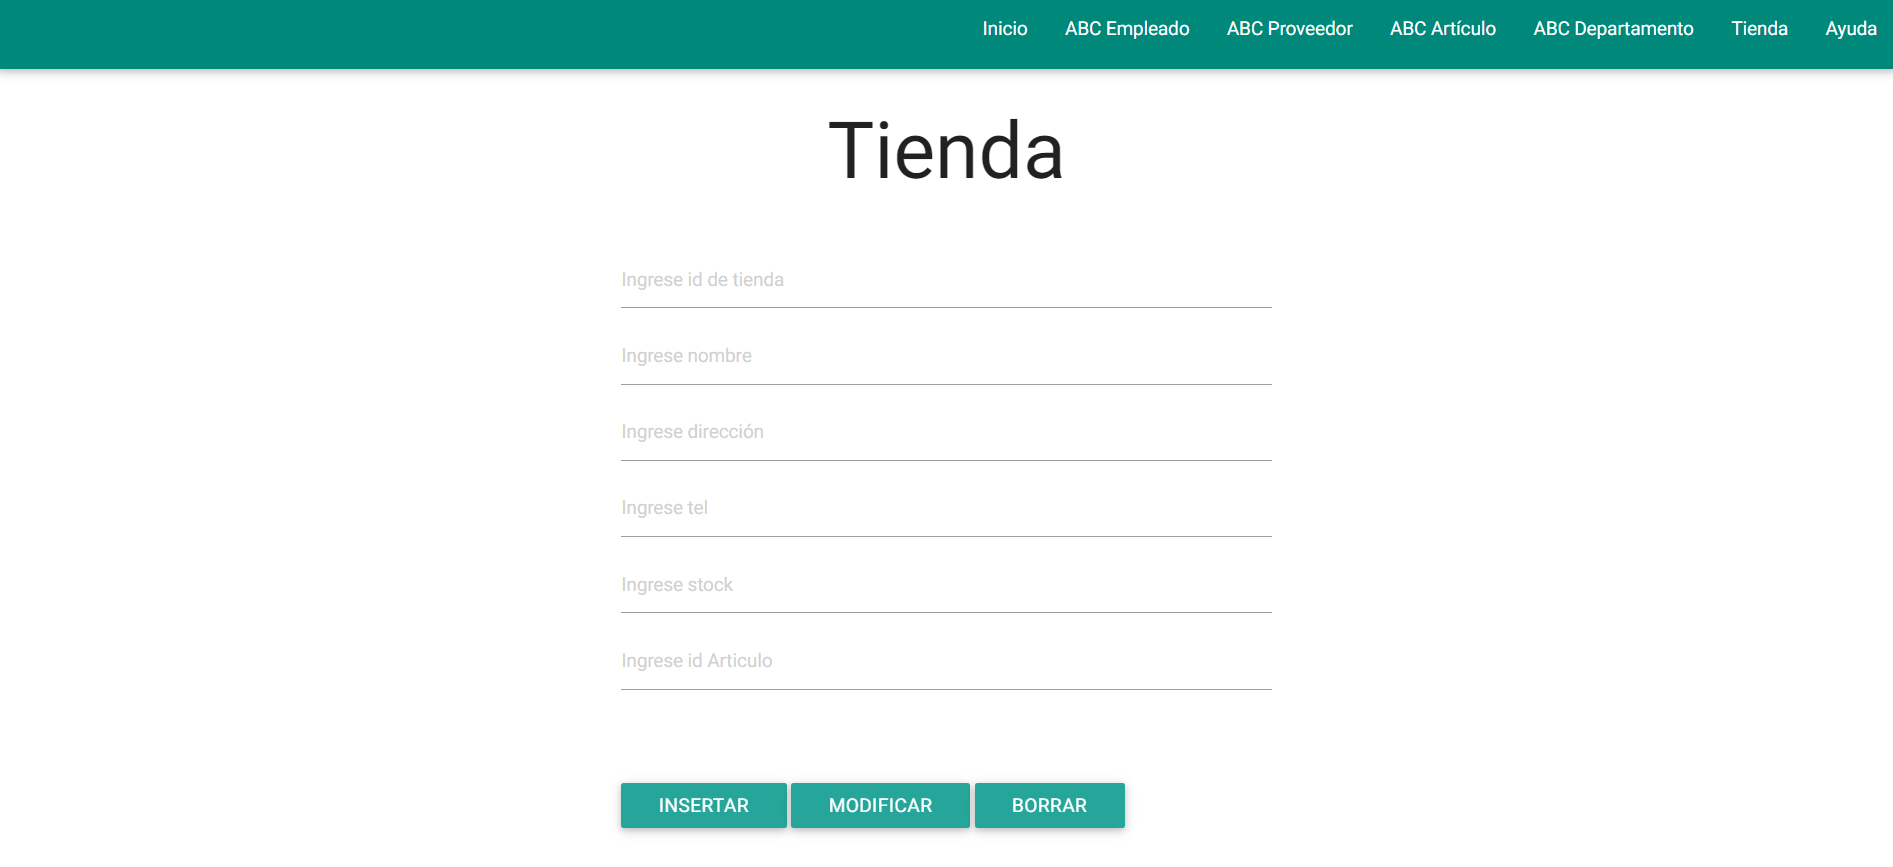 Inicio ABC Empleado ABC Proveedor ABC Artículo ABC Departamento Tienda Ayuda
Tienda
Ingrese id de tienda
Ingrese nombre
Ingrese dirección
Ingrese tel
Ingrese stock
Ingrese id Articulo
INSERTAR MODIFICAR BORRAR